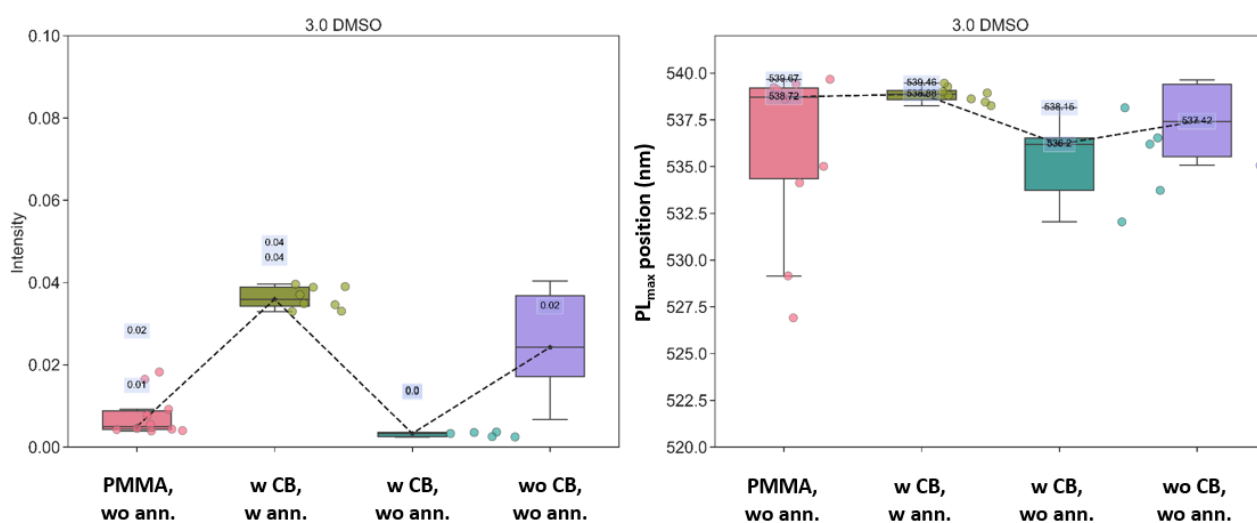 3.0 DMSO
0.10
0.08
0.06
0.04
0.02
0.00
Intensity
0.02
0.01
0.04
0.04
0.0
0.02
PMMA,
wo ann.
w CB,
w ann.
w CB,
wo ann.
wo CB,
wo ann.
3.0 DMSO
540.0
537.5
535.0
532.5
530.0
527.5
525.0
522.5
520.0
PLmax position (nm)
539.67
538.72
539.46
538.88
538.15
536.2
537.42
PMMA,
wo ann.
w CB,
w ann.
w CB,
wo ann.
wo CB,
wo ann.